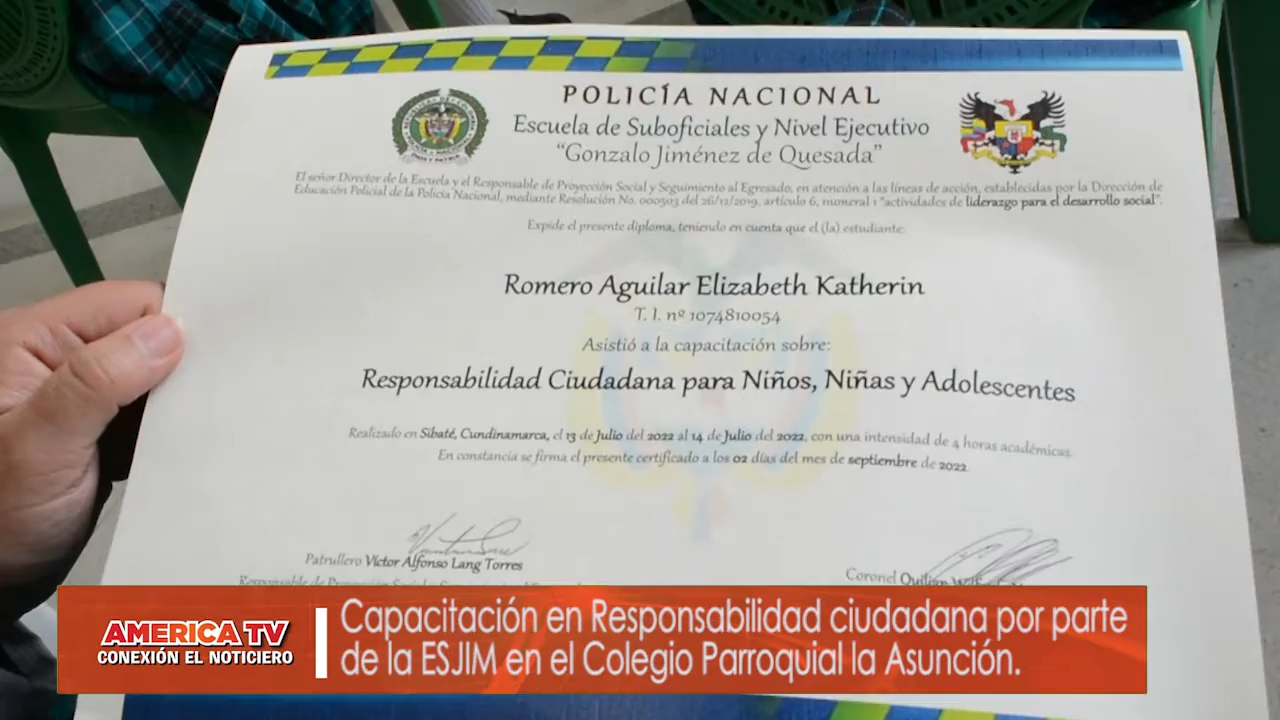 POLICÍA NACIONAL
Escuela de Suboficiales y Nivel Ejecutivo
"Gonzalo Jiménez de Quesada"
El señor Director de la Escuela y el Responsable de Proyección Social y Seguimiento al Egresado, en atención a las líneas de acción, establecidas por la Dirección de
Educación Policial de la Policía Nacional, mediante Resolución No. 000503 del 26/12/2019, artículo 6, numeral 1 "actividades de liderazgo para el desarrollo social".
Expide el presente diploma, teniendo en cuenta que el (la) estudiante:
Romero Aguilar Elizabeth Katherin
T. I. nº 1074810054
Asistió a la capacitación sobre:
Responsabilidad Ciudadana para Niños, Niñas y Adolescentes
Realizado en Sibaté, Cundinamarca, el 13 de Julio del 2022 al 14 de Julio del 2022, con una intensidad de 4 horas académicas.
En constancia se firma el presente certificado a los 02 días del mes de septiembre de 2022
Patrullero Víctor Alfonso Lang Torres
Coronel
Responsable de Proyección Social y Seguimiento
AMERICA TV
CONEXIÓN EL NOTICIERO
Capacitación en Responsabilidad ciudadana por parte
de la ESJIM en el Colegio Parroquial la Asunción.